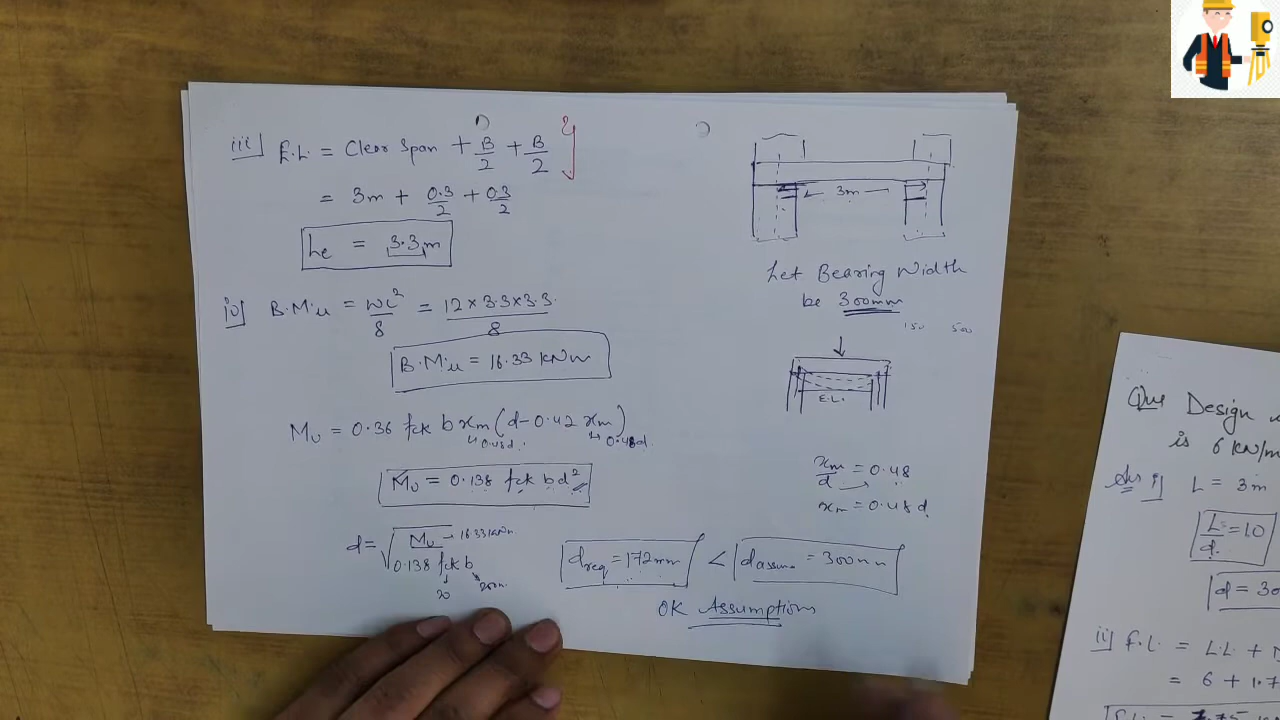 iii] E.L. = Clear Span + B/2 + B/2
= 3m + 0.3/2 + 0.3/2
Le = 3.3m
iv] B.Mu = wl²/8 = 12 × 3.3 × 3.3 / 8
B.Mu = 16.33 kNm
Mu = 0.36 fck b xm (d - 0.42 xm)
0.48d. 0.48d.
Mu = 0.138 fck b d²
d = √ Mu → 16.33 kNm / 0.138 fck b
20
dreq = 172mm < dassum = 300mm
OK Assumption
3m
Let Bearing Width
be 300mm
150 500
E.L.
xm/d = 0.48
xm = 0.48 d.
Que Design
is 6 kN/m
Ans i] L = 3m
L/d = 10
d = 30
ii] F.L. = L.L +
= 6 + 1.7